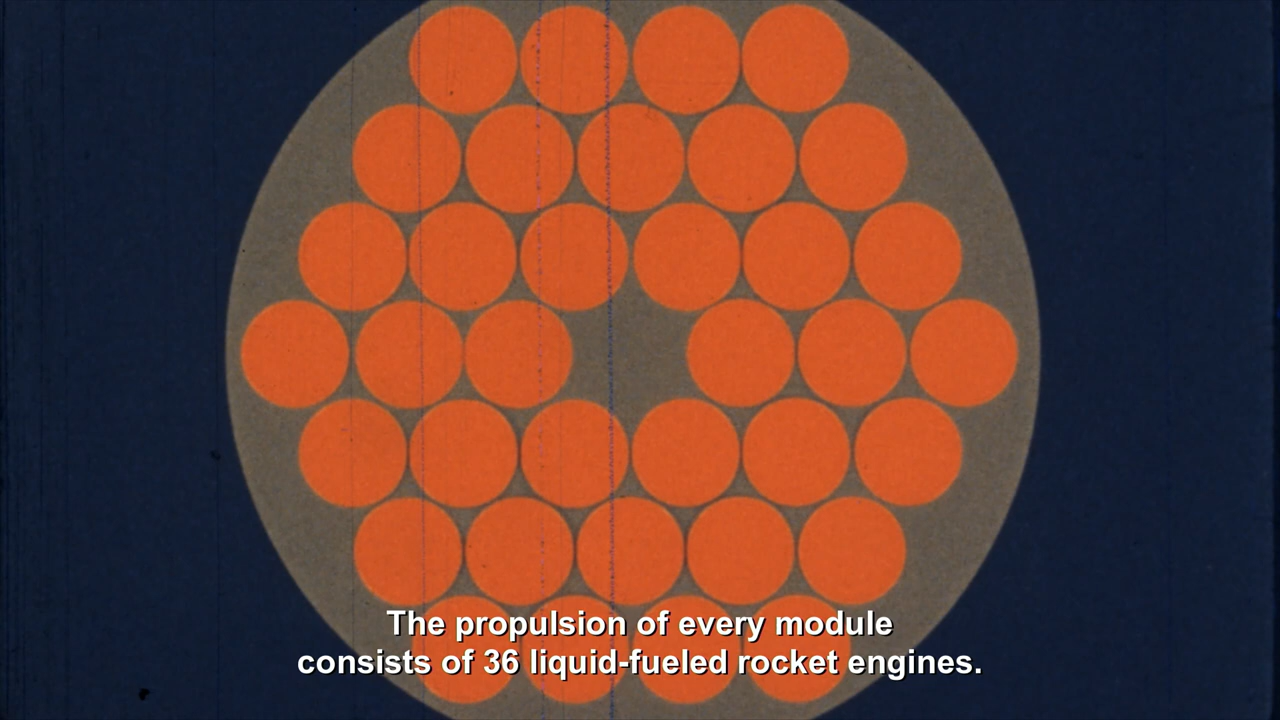 The propulsion of every module
consists of 36 liquid-fueled rocket engines.